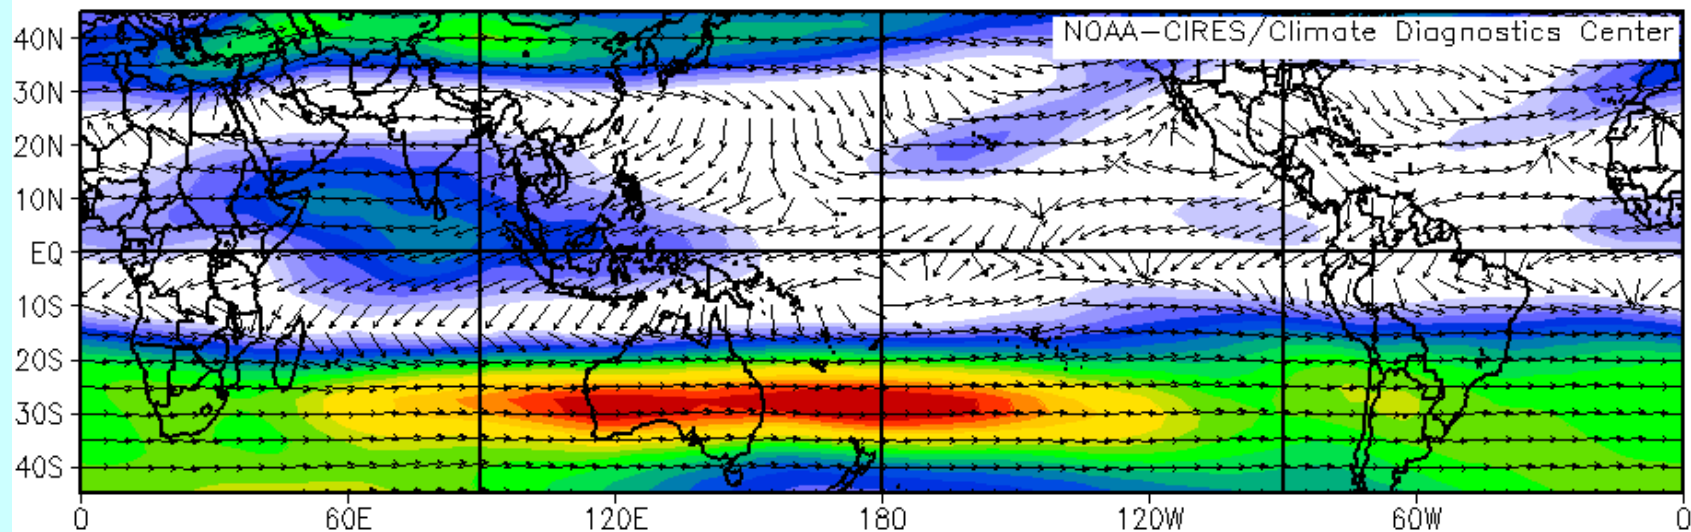 NOAA-CIRES/Climate Diagnostics Center
40N
30N
20N
10N
EQ
10S
20S
30S
40S
0 60E 120E 180 120W 60W 0